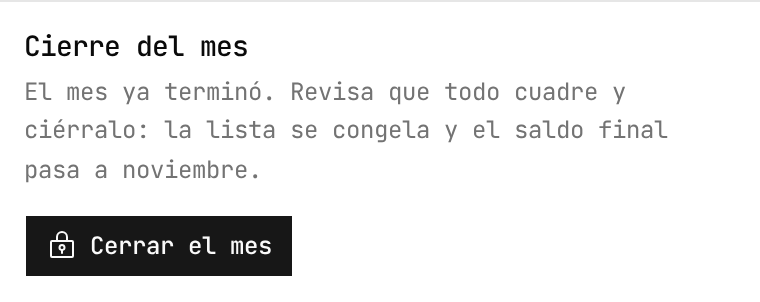 Cierre del mes
El mes ya terminó. Revisa que todo cuadre y
ciérralo: la lista se congela y el saldo final
pasa a noviembre.
Cerrar el mes